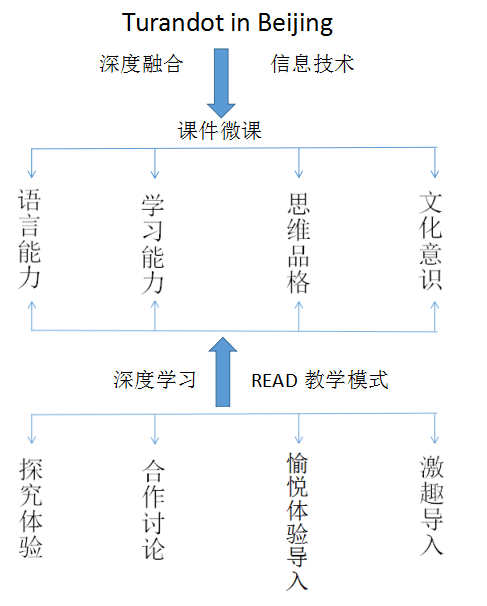 Turandot in Beijing
深度融合 信息技术
课件微课
语言能力
学习能力
思维品格
文化意识
深度学习 READ 教学模式
探究体验
合作讨论
愉悦体验导入
激趣导入